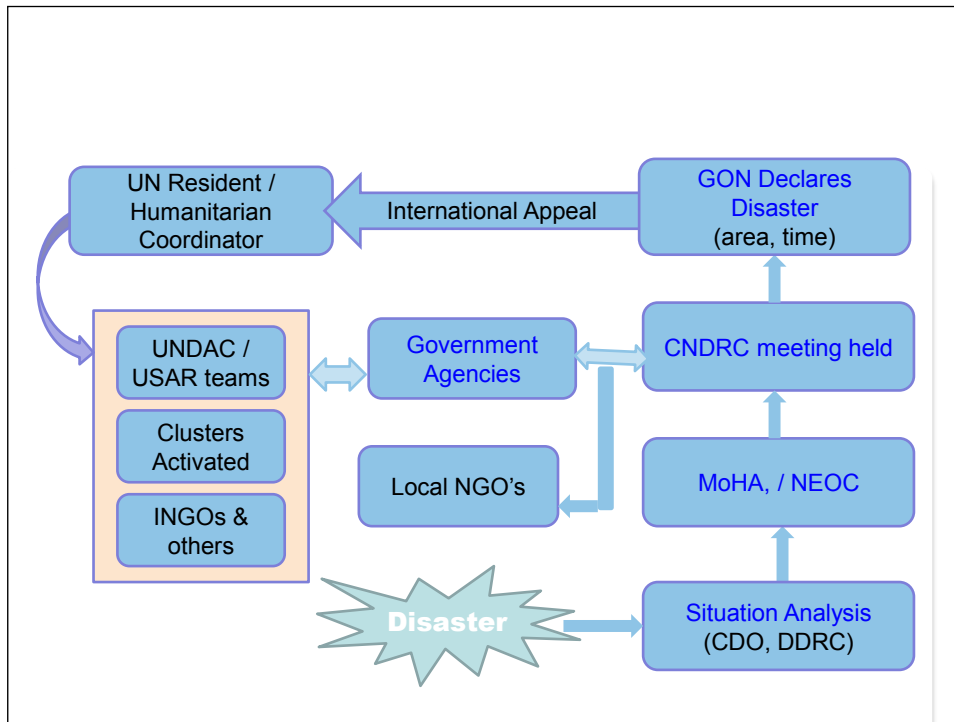 UN Resident /
Humanitarian
Coordinator
International Appeal
GON Declares
Disaster
(area, time)
UNDAC /
USAR teams
Clusters
Activated
INGOs &
others
Government
Agencies
CNDRC meeting held
Local NGO's
MoHA, / NEOC
Disaster
Situation Analysis
(CDO, DDRC)